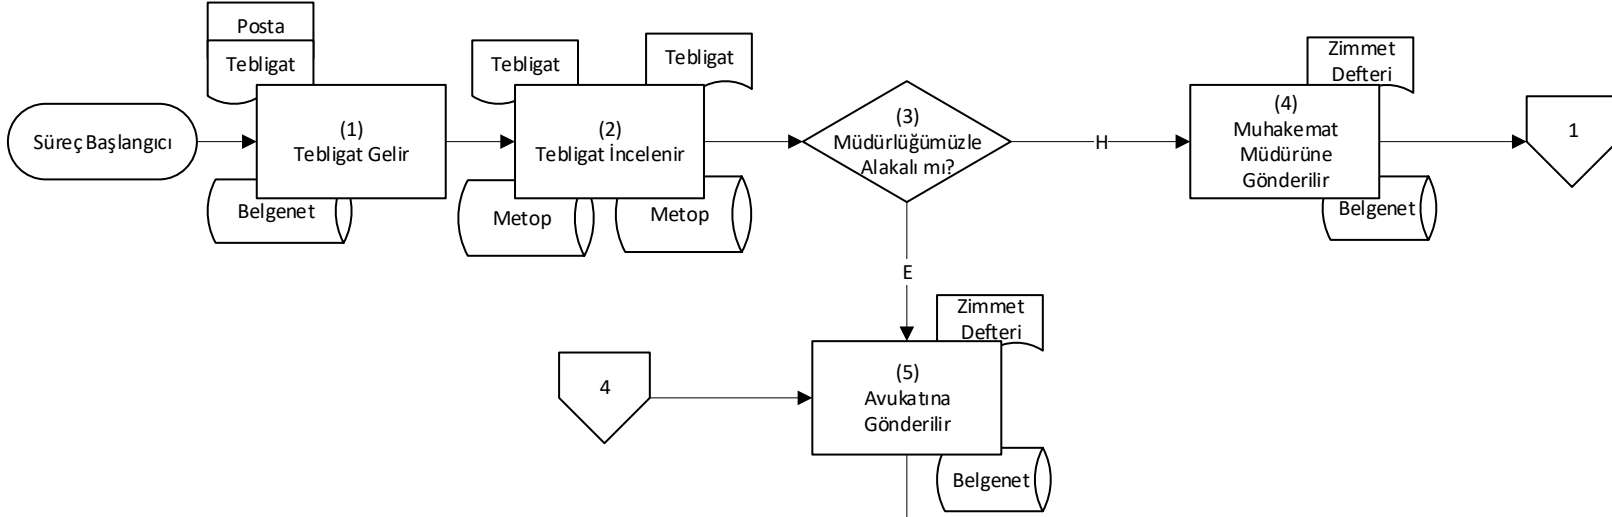 Posta
Tebligat
Süreç Başlangıcı
(1)
Tebligat Gelir
Belgenet
Tebligat
Tebligat
(2)
Tebligat İncelenir
Metop
Metop
(3)
Müdürlüğümüzle
Alakalı mı?
H
Zimmet
Defteri
(4)
Muhakemat
Müdürüne
Gönderilir
Belgenet
1
E
Zimmet
Defteri
4
(5)
Avukatına
Gönderilir
Belgenet